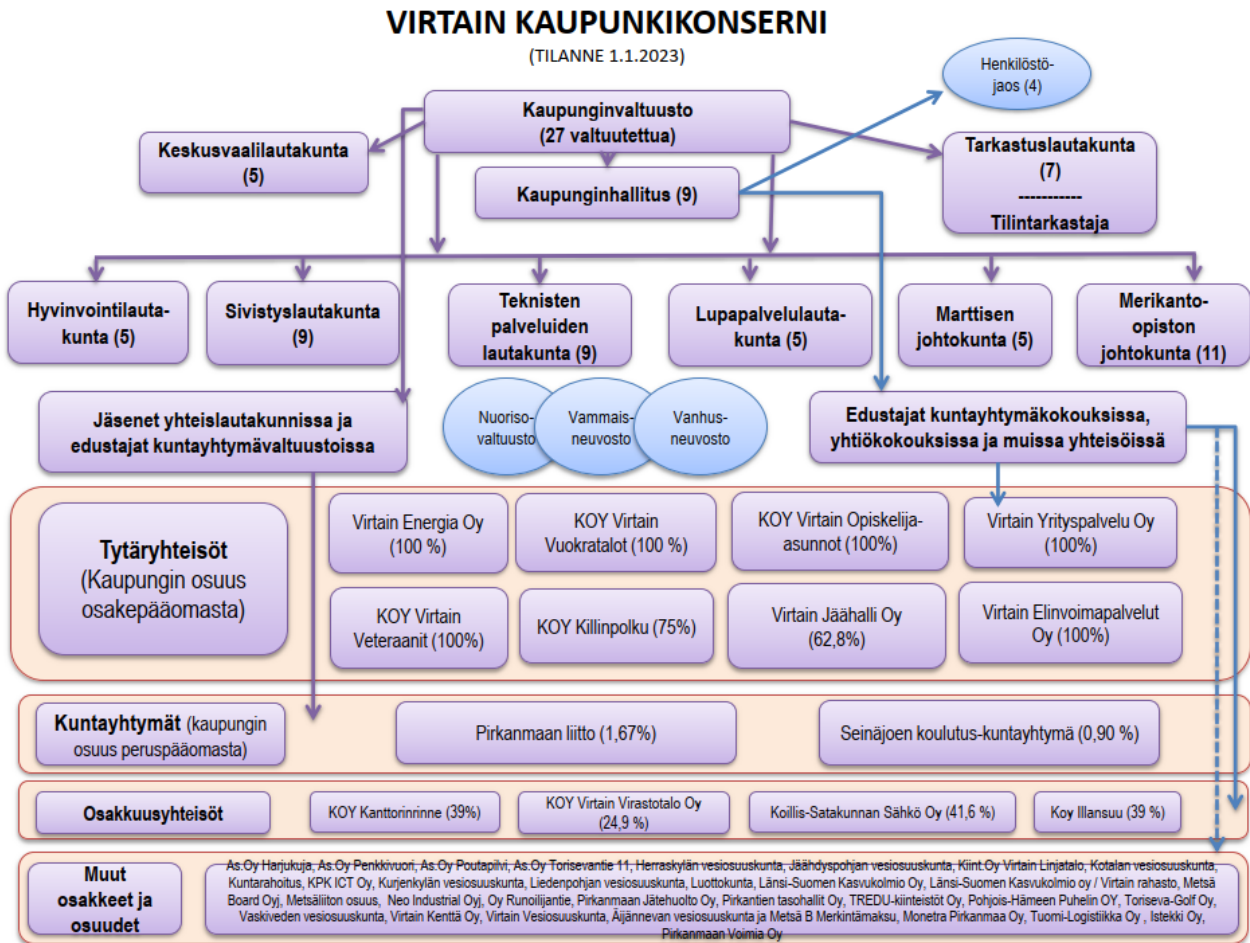 VIRTAIN KAUPUNKIKONSERNI
(TILANNE 1.1.2023)
Henkilöstö-
jaos (4)
Kaupunginvaltuusto
(27 valtuutettua)
Keskusvaalilautakunta
(5)
Tarkastuslautakunta
(7)
-----------
Tilintarkastaja
Kaupunginhallitus (9)
Hyvinvointilauta-
kunta (5)
Sivistyslautakunta
(9)
Teknisten
palveluiden
lautakunta (9)
Lupapalvelulauta-
kunta (5)
Marttisen
johtokunta (5)
Merikanto-
opiston
johtokunta (11)
Jäsenet yhteislautakunnissa ja
edustajat kuntayhtymävaltuustoissa
Nuoriso-
valtuusto
Vammais-
neuvosto
Vanhus-
neuvosto
Edustajat kuntayhtymäkokouksissa,
yhtiökokouksissa ja muissa yhteisöissä
Tytäryhteisöt
(Kaupungin osuus
osakepääomasta)
Virtain Energia Oy
(100 %)
KOY Virtain
Vuokratalot (100 %)
KOY Virtain Opiskelija-
asunnot (100%)
Virtain Yrityspalvelu Oy
(100%)
KOY Virtain
Veteraanit (100%)
KOY Killinpolku (75%)
Virtain Jäähalli Oy
(62,8%)
Virtain Elinvoimapalvelut
Oy (100%)
Kuntayhtymät (kaupungin
osuus peruspääomasta)
Pirkanmaan liitto (1,67%)
Seinäjoen koulutus-kuntayhtymä (0,90 %)
Osakkuusyhteisöt
KOY Kanttorinrinne (39%)
KOY Virtain Virastotalo Oy
(24,9 %)
Koillis-Satakunnan Sähkö Oy (41,6 %)
Koy Illansuu (39 %)
Muut
osakkeet ja
osuudet
As.Oy Harjukuja, As.Oy Penkkivuori, As.Oy Poutapilvi, As.Oy Torisevantie 11, Herraskylän vesiosuuskunta, Jäähdyspohjan vesiosuuskunta, Kiint.Oy Virtain Linjatalo, Kotalan vesiosuuskunta,
Kuntarahoitus, KPK ICT Oy, Kurjenkylän vesiosuuskunta, Liedenpohjan vesiosuuskunta, Luottokunta, Länsi-Suomen Kasvukolmio Oy, Länsi-Suomen Kasvukolmio oy / Virtain rahasto, Metsä
Board Oyj, Metsäliiton osuus, Neo Industrial Oyj, Oy Runoilijantie, Pirkanmaan Jätehuolto Oy, Pirkantien tasohallit Oy, TREDU-kiinteistöt Oy, Pohjois-Hämeen Puhelin OY, Toriseva-Golf Oy,
Vaskiveden vesiosuuskunta, Virtain Kenttä Oy, Virtain Vesiosuuskunta, Äijännevan vesiosuuskunta ja Metsä B Merkintämaksu, Monetra Pirkanmaa Oy, Tuomi-Logistiikka Oy , Istekki Oy,
Pirkanmaan Voimia Oy